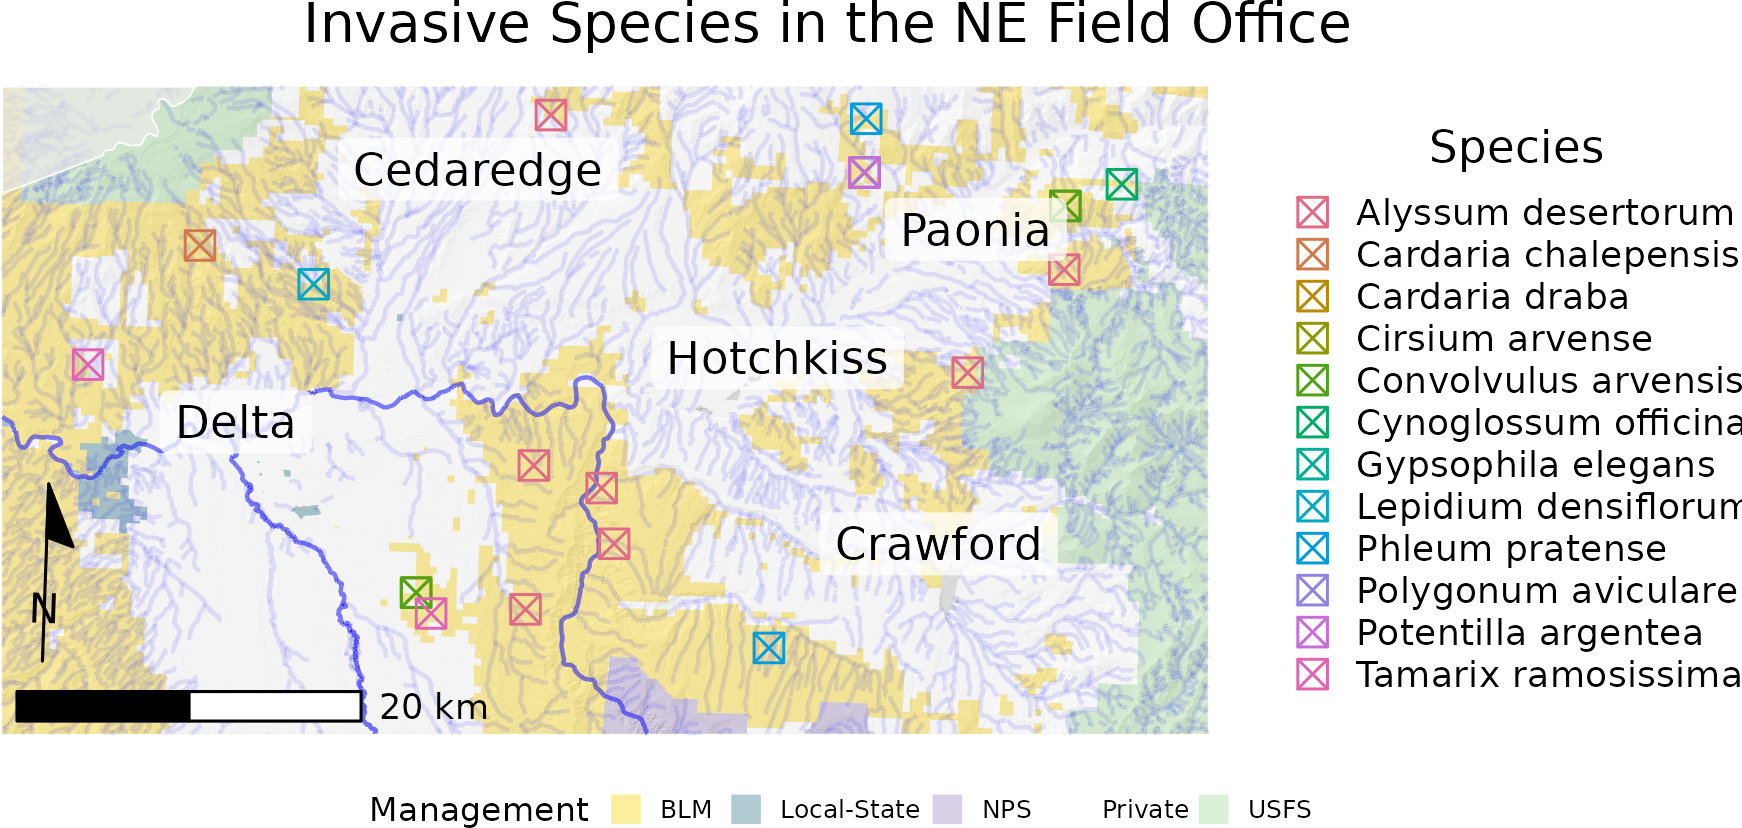 Invasive Species in the NE Field Office
Cedaredge
Paonia
Hotchkiss
Delta
Crawford
N
20 km
Species
Alyssum desertorum
Cardaria chalepensis
Cardaria draba
Cirsium arvense
Convolvulus arvensis
Cynoglossum officina
Gypsophila elegans
Lepidium densiflorum
Phleum pratense
Polygonum aviculare
Potentilla argentea
Tamarix ramosissima
Management BLM Local-State NPS Private USFS